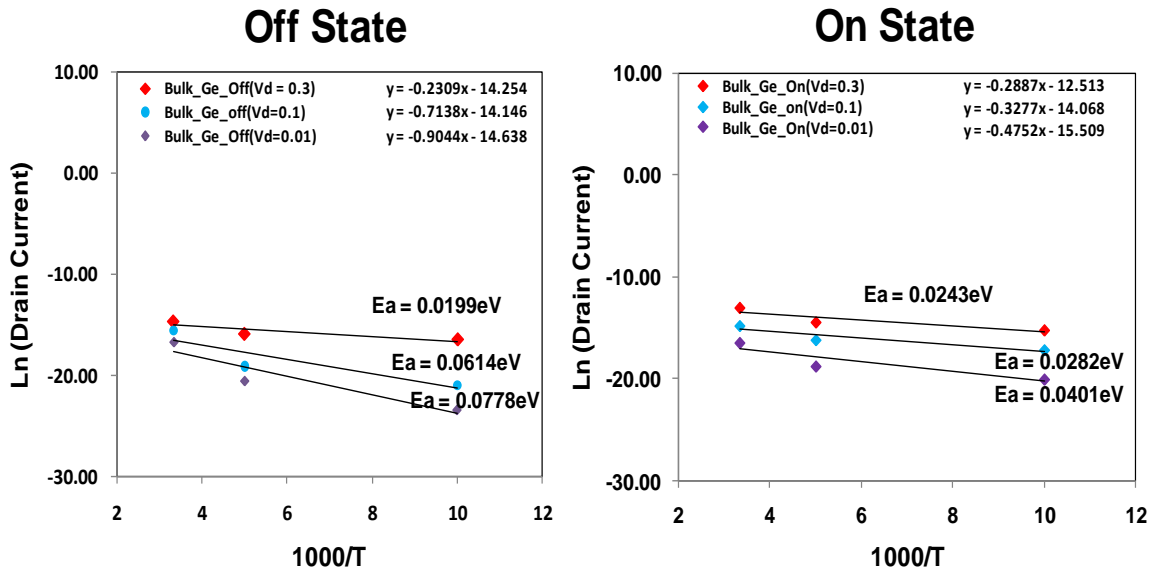 Off State
10.00
0.00
-10.00
-20.00
-30.00
Ln (Drain Current)
Bulk_Ge_Off(Vd = 0.3) y = -0.2309x - 14.254
Bulk_Ge_off(Vd=0.1) y = -0.7138x - 14.146
Bulk_Ge_Off(Vd=0.01) y = -0.9044x - 14.638
Ea = 0.0199eV
Ea = 0.0614eV
Ea = 0.0778eV
2 4 6 8 10 12
1000/T
On State
10.00
0.00
-10.00
-20.00
-30.00
Ln (Drain Current)
Bulk_Ge_On(Vd=0.3) y = -0.2887x - 12.513
Bulk_Ge_on(Vd=0.1) y = -0.3277x - 14.068
Bulk_Ge_On(Vd=0.01) y = -0.4752x - 15.509
Ea = 0.0243eV
Ea = 0.0282eV
Ea = 0.0401eV
2 4 6 8 10 12
1000/T